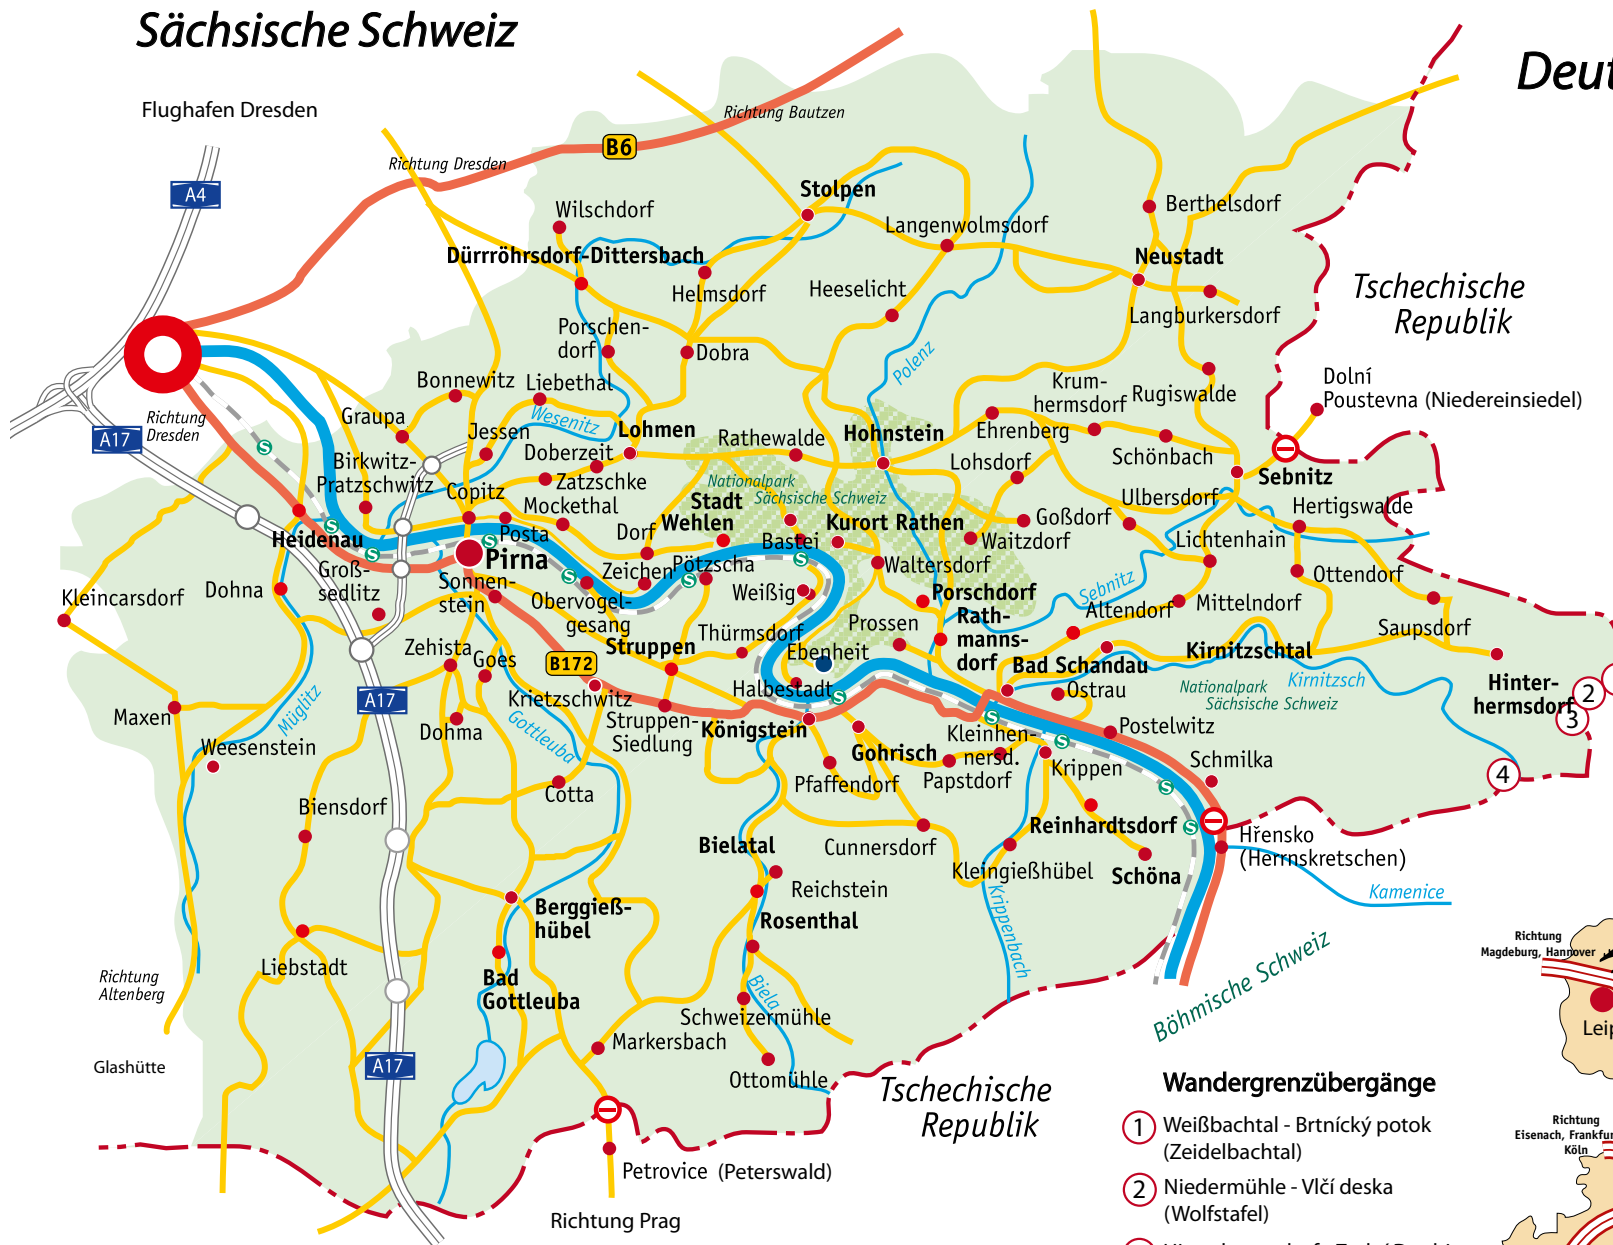 Sächsische Schweiz
Deut
Flughafen Dresden
Richtung Bautzen
B6
Richtung Dresden
A4
Stolpen
Wilschdorf
Berthelsdorf
Langenwolmsdorf
Dürrröhrsdorf-Dittersbach
Neustadt
Helmsdorf
Heeselicht
Tschechische
Republik
Langburkersdorf
Porschen-
dorf
Dobra
Polenz
Bonnewitz
Liebethal
Krum-
hermsdorf
Rugiswalde
Dolní
Poustevna (Niedereinsiedel)
Richtung
Dresden
A17
Graupa
Wesenitz
Jessen
Lohmen
Rathewalde
Hohnstein
Ehrenberg
Schönbach
Doberzeit
Birkwitz-
Pratzschwitz
Zatzschke
Lohsdorf
Sebnitz
Copitz
Mockethal
Nationalpark
Sächsische Schweiz
Ulbersdorf
Hertigswalde
Stadt
Wehlen
Posta
Dorf
Kurort Rathen
Goßdorf
Heidenau
S
S
S
S
Bastei
Waitzdorf
Lichtenhain
Pirna
Groß-
sedlitz
Sonnen-
stein
Zeichen
Pötzscha
S
S
S
Waltersdorf
Ottendorf
Kleincarsdorf
Dohna
Obervogel-
gesang
Weißig
Porschdorf
Sebnitz
Altendorf
Mittelndorf
Rath-
manns-
dorf
Prossen
Saupsdorf
Thürmsdorf
Struppen
Ebenheit
Zehista
Goes
B172
Bad Schandau
Kirnitzschtal
Halbestadt
S
Ostrau
Nationalpark
Sächsische Schweiz
Kirnitzsch
Hinter-
hermsdorf
2
3
4
Müglitz
A17
Krietzschwitz
Maxen
Gottleuba
Dohma
Struppen-
Siedlung
Königstein
Kleinhen-
nersd.
S
Postelwitz
Weesenstein
Gohrisch
S
Krippen
Schmilka
Pfaffendorf
Papstdorf
S
Cotta
Biensdorf
Reinhardtsdorf
S
Hřensko
(Herrnskretschen)
Bielatal
Cunnersdorf
Kleingießhübel
Schöna
Reichstein
Kamenice
Berggieß-
hübel
Rosenthal
Krippenbach
Liebstadt
Bad
Gottleuba
Biela
Böhmische Schweiz
Richtung
Altenberg
Schweizermühle
Markersbach
Glashütte
A17
Ottomühle
Tschechische
Republik
Petrovice (Peterswald)
Richtung Prag
Wandergrenzübergänge
1 Weißbachtal - Brtnícký potok
(Zeidelbachtal)
2 Niedermühle - Vlčí deska
(Wolfstafel)
Richtung
Magdeburg, Hannover
Leip
Richtung
Eisenach, Frankfur
Köln